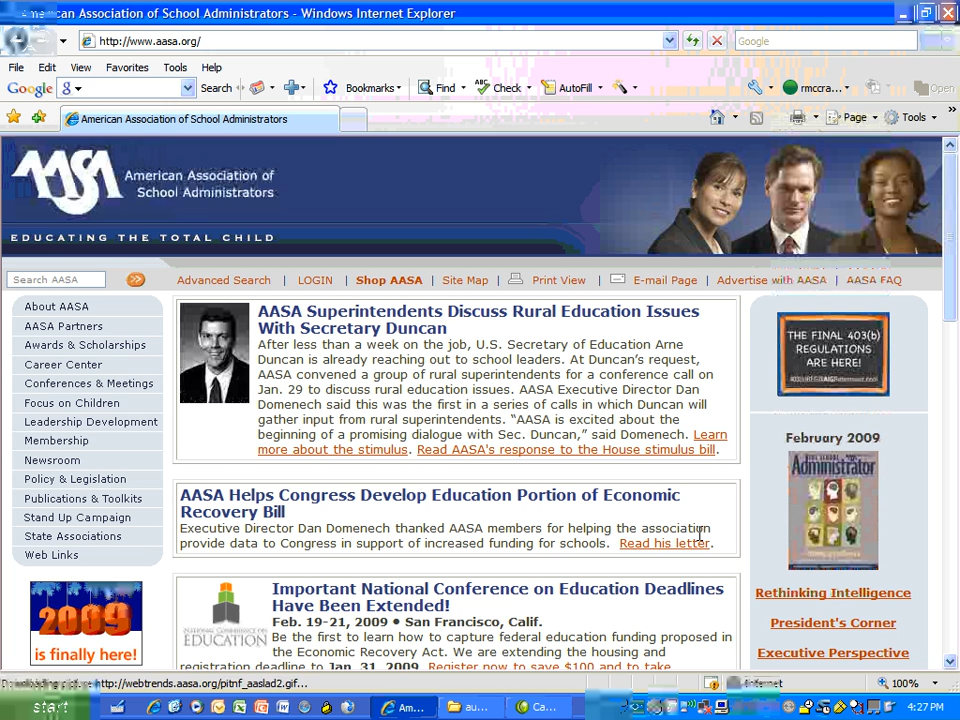 American Association of School Administrators - Windows Internet Explorer
http://www.aasa.org/
Google
File Edit View Favorites Tools Help
Google Search Bookmarks Find Check AutoFill rmccra... Open
American Association of School Administrators
Page Tools
AASA
American Association of
School Administrators
EDUCATING THE TOTAL CHILD
Search AASA
Advanced Search | LOGIN | Shop AASA | Site Map | Print View | E-mail Page | Advertise with AASA | AASA FAQ
About AASA
AASA Partners
Awards & Scholarships
Career Center
Conferences & Meetings
Focus on Children
Leadership Development
Membership
Newsroom
Policy & Legislation
Publications & Toolkits
Stand Up Campaign
State Associations
Web Links
2009
is finally here!
AASA Superintendents Discuss Rural Education Issues
With Secretary Duncan
After less than a week on the job, U.S. Secretary of Education Arne
Duncan is already reaching out to school leaders. At Duncan's request,
AASA convened a group of rural superintendents for a conference call on
Jan. 29 to discuss rural education issues. AASA Executive Director Dan
Domenech said this was the first in a series of calls in which Duncan will
gather input from rural superintendents. “AASA is excited about the
beginning of a promising dialogue with Sec. Duncan,” said Domenech. Learn
more about the stimulus. Read AASA's response to the House stimulus bill.
AASA Helps Congress Develop Education Portion of Economic
Recovery Bill
Executive Director Dan Domenech thanked AASA members for helping the association
provide data to Congress in support of increased funding for schools. Read his letter.
NATIONAL CONFERENCE ON
EDUCATION
Important National Conference on Education Deadlines
Have Been Extended!
Feb. 19-21, 2009 • San Francisco, Calif.
Be the first to learn how to capture federal education funding proposed in
the Economic Recovery Act. We are extending the housing and
registration deadline to Jan. 31, 2009. Register now to save $100 and to take
THE FINAL 403(b)
REGULATIONS
ARE HERE!
February 2009
Administrator
Rethinking Intelligence
President's Corner
Executive Perspective
Downloading picture http://webtrends.aasa.org/pitnf_aaslad2.gif...
Internet
100%
start
Am...
au...
Ca...
4:27 PM